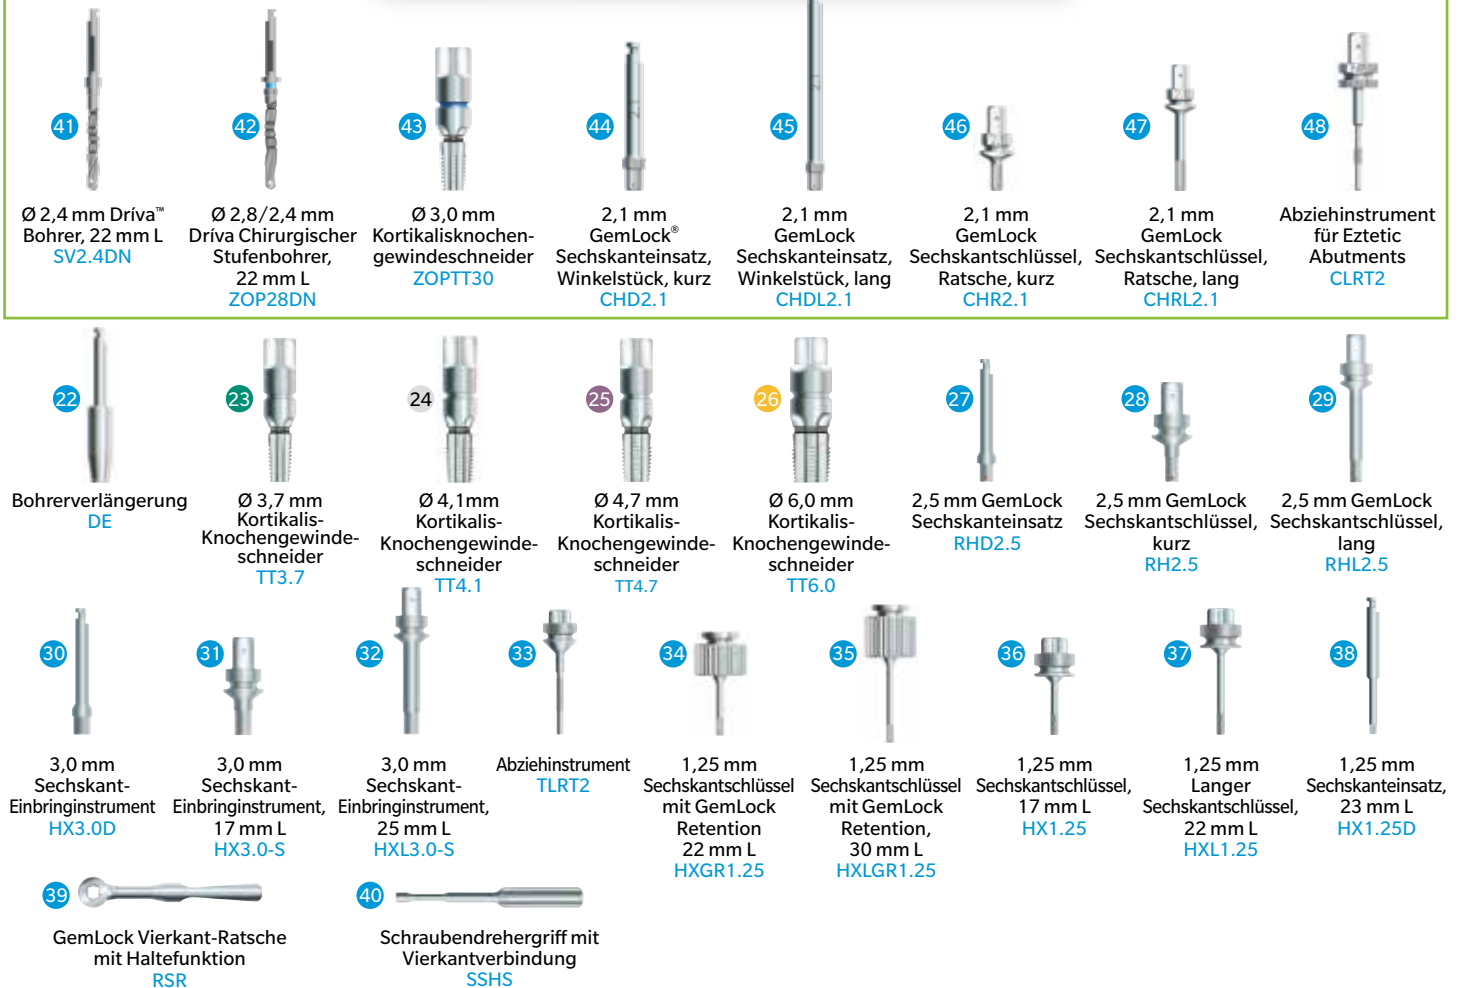 41
Ø 2,4 mm Dríva™
Bohrer, 22 mm L
SV2.4DN
42
Ø 2,8/2,4 mm
Dríva Chirurgischer
Stufenbohrer,
22 mm L
ZOP28DN
43
Ø 3,0 mm
Kortikalisknochen-
gewindeschneider
ZOPTT30
44
2,1 mm
GemLock®
Sechskanteinsatz,
Winkelstück, kurz
CHD2.1
45
2,1 mm
GemLock
Sechskanteinsatz,
Winkelstück, lang
CHDL2.1
46
2,1 mm
GemLock
Sechskantschlüssel,
Ratsche, kurz
CHR2.1
47
2,1 mm
GemLock
Sechskantschlüssel,
Ratsche, lang
CHRL2.1
48
Abziehinstrument
für Eztetic
Abutments
CLRT2
22
Bohrerverlängerung
DE
23
Ø 3,7 mm
Kortikalis-
Knochengewinde-
schneider
TT3.7
24
Ø 4,1mm
Kortikalis-
Knochengewinde-
schneider
TT4.1
25
Ø 4,7 mm
Kortikalis-
Knochengewinde-
schneider
TT4.7
26
Ø 6,0 mm
Kortikalis-
Knochengewinde-
schneider
TT6.0
27
2,5 mm GemLock
Sechskanteinsatz
RHD2.5
28
2,5 mm GemLock
Sechskantschlüssel,
kurz
RH2.5
29
2,5 mm GemLock
Sechskantschlüssel,
lang
RHL2.5
30
3,0 mm
Sechskant-
Einbringinstrument
HX3.0D
31
3,0 mm
Sechskant-
Einbringinstrument,
17 mm L
HX3.0-S
32
3,0 mm
Sechskant-
Einbringinstrument,
25 mm L
HXL3.0-S
33
Abziehinstrument
TLRT2
34
1,25 mm
Sechskantschlüssel
mit GemLock
Retention
22 mm L
HXGR1.25
35
1,25 mm
Sechskantschlüssel
mit GemLock
Retention,
30 mm L
HXLGR1.25
36
1,25 mm
Sechskantschlüssel,
17 mm L
HX1.25
37
1,25 mm
Langer
Sechskantschlüssel,
22 mm L
HXL1.25
38
1,25 mm
Sechskanteinsatz,
23 mm L
HX1.25D
39
GemLock Vierkant-Ratsche
mit Haltefunktion
RSR
40
Schraubendrehergriff mit
Vierkantverbindung
SSHS